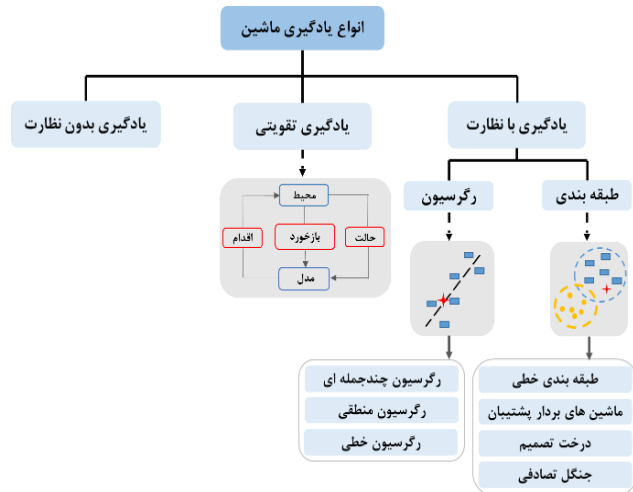 انواع یادگیری ماشین
یادگیری با نظارت
یادگیری تقویتی
یادگیری بدون نظارت
طبقه بندی
رگرسیون
محیط
حالت
بازخورد
اقدام
مدل
طبقه بندی خطی
ماشین های بردار پشتیبان
درخت تصمیم
جنگل تصادفی
رگرسیون چندجمله ای
رگرسیون منطقی
رگرسیون خطی